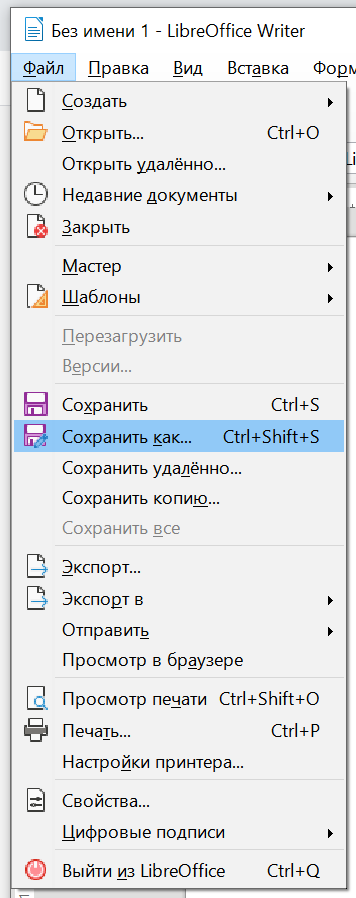 Без имени 1 - LibreOffice Writer
Файл Правка Вид Вставка Форм
Создать
Открыть... Ctrl+O
Открыть удалённо...
Недавние документы
Закрыть
Мастер
Шаблоны
Перезагрузить
Версии...
Сохранить Ctrl+S
Сохранить как... Ctrl+Shift+S
Сохранить удалённо...
Сохранить копию...
Сохранить все
Экспорт...
Экспорт в
Отправить
Просмотр в браузере
Просмотр печати Ctrl+Shift+O
Печать... Ctrl+P
Настройки принтера...
Свойства...
Цифровые подписи
Выйти из LibreOffice Ctrl+Q